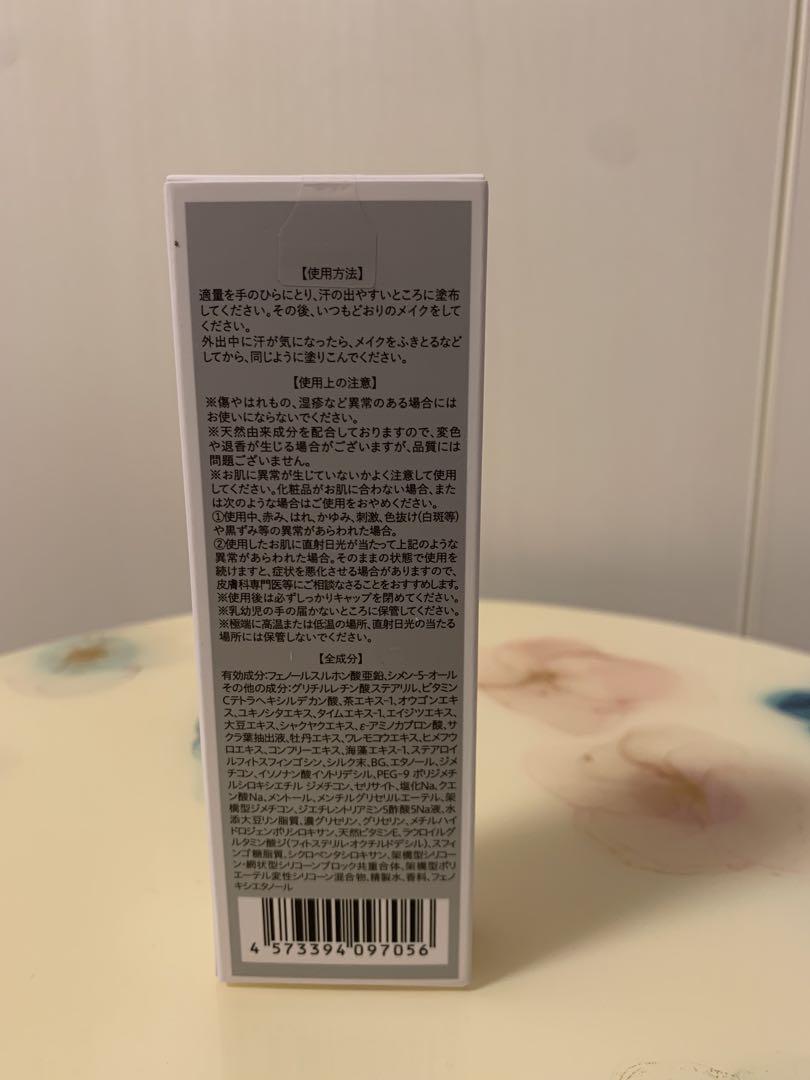 【使用方法】
適量を手のひらにとり、汗の出やすいところに塗布
してください。その後、いつもどおりのメイクをして
ください。
外出中に汗が気になったら、メイクをふきとるなど
してから、同じように塗りこんでください。
【使用上の注意】
※傷やはれもの、湿疹など異常のある場合には
お使いにならないでください。
※天然由来成分を配合しておりますので、変色
や退香が生じる場合がございますが、品質には
問題ございません。
※お肌に異常が生じていないかよく注意して使用
してください。化粧品がお肌に合わない場合、また
は次のような場合はご使用をおやめください。
①使用中、赤み、はれ、かゆみ、刺激、色抜け(白斑等)
や黒ずみ等の異常があらわれた場合。
②使用したお肌に直射日光が当たって上記のような
異常があらわれた場合。そのままの状態で使用を
続けますと、症状を悪化させる場合がありますので、
皮膚科専門医等にご相談なさることをおすすめします。
※使用後は必ずしっかりキャップを閉めてください。
※乳幼児の手の届かないところに保管してください。
※極端に高温または低温の場所、直射日光の当たる
場所には保管しないでください。
【全成分】
有効成分:フェノールスルホン酸亜鉛、シメン-5-オール
その他の成分:グリチルレチン酸ステアリル、ビタミン
Cテトラヘキシルデカン酸、茶エキス-1、オウゴンエキ
ス、ユキノシタエキス、タイムエキス-1、エイジツエキス、
大豆エキス、シャクヤクエキス、ε-アミノカプロン酸、サ
クラ葉抽出液、牡丹エキス、ワレモコウエキス、ヒメフウ
ロエキス、コンフリーエキス、海藻エキス-1、ステアロイ
ルフィトスフィンゴシン、シルク末、BG、エタノール、ジメ
チコン、イソノナン酸イソトリデシル、PEG-9 ポリジメチ
ルシロキシエチル ジメチコン、セリサイト、塩化Na、クエ
ン酸Na、メントール、メンチルグリセリルエーテル、架
橋型ジメチコン、ジエチレントリアミン5酢酸5Na液、水
添大豆リン脂質、濃グリセリン、グリセリン、メチルハイ
ドロジェンポリシロキサン、天然ビタミンE、ラウロイルグ
ルタミン酸ジ(フィトステリル・オクチルドデシル)、スフィ
ンゴ糖脂質、シクロペンタシロキサン、架橋型シリコー
ン・網状型シリコーンブロック共重合体、架橋型ポリ
エーテル変性シリコーン混合物、精製水、香料、フェノ
キシエタノール
4 573394 097056